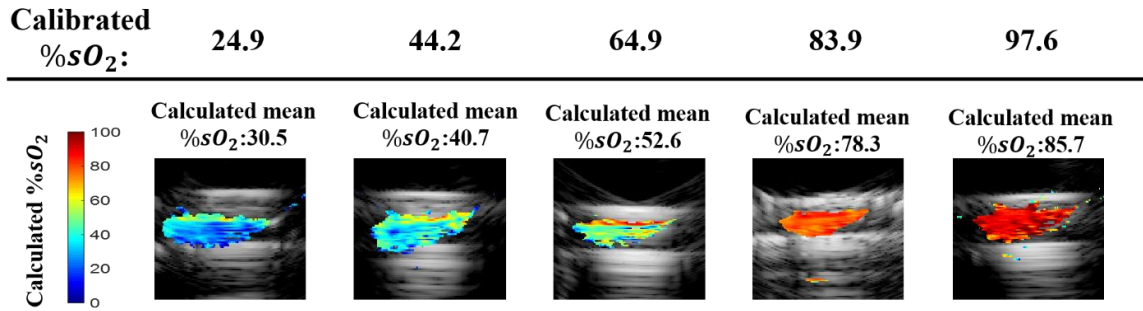 Calibrated
%sO₂:
24.9
44.2
64.9
83.9
97.6
Calculated mean
%sO₂:30.5
Calculated mean
%sO₂:40.7
Calculated mean
%sO₂:52.6
Calculated mean
%sO₂:78.3
Calculated mean
%sO₂:85.7
Calculated %sO₂
100
80
60
40
20
0